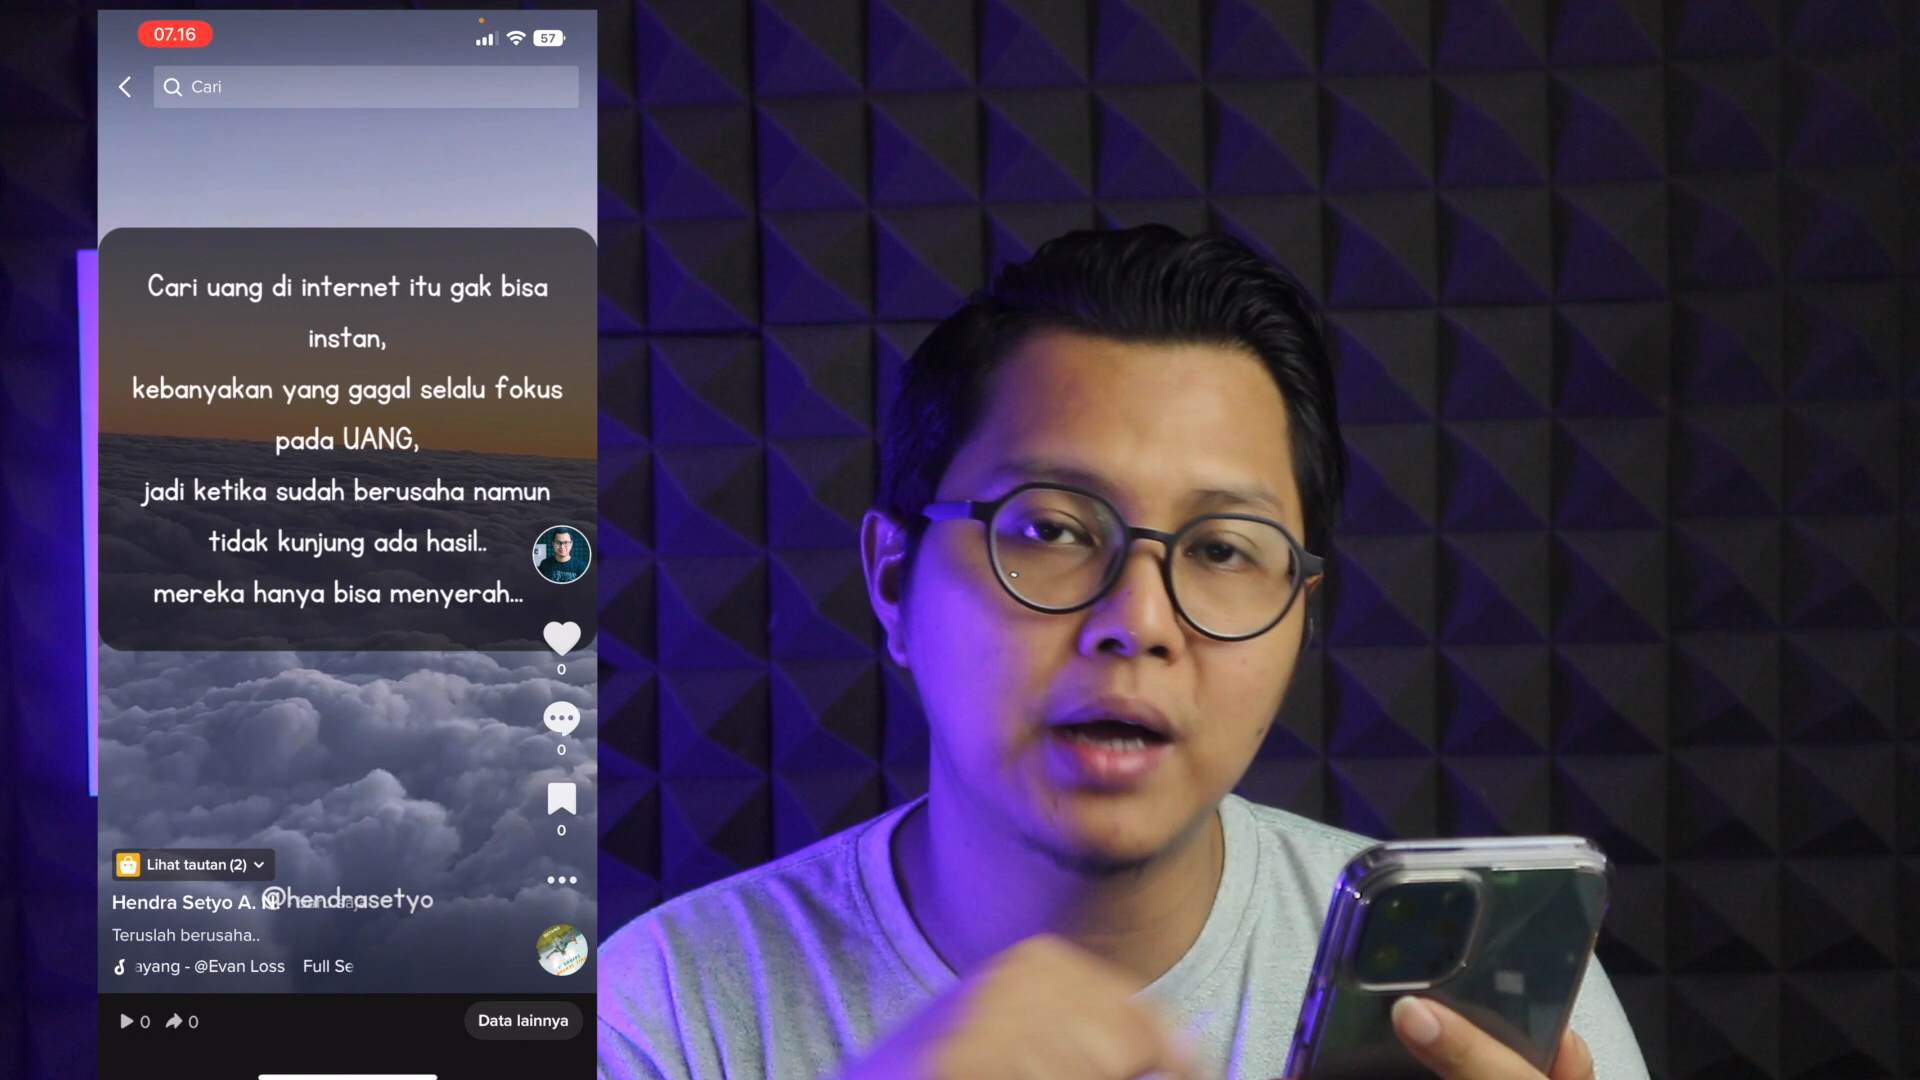 07.16
57
Cari
Cari uang di internet itu gak bisa
instan,
kebanyakan yang gagal selalu fokus
pada UANG,
jadi ketika sudah berusaha namun
tidak kunjung ada hasil..
mereka hanya bisa menyerah...
0
0
0
Lihat tautan (2)
Hendra Setyo A. N.
@hendrasetyo
Teruslah berusaha..
ayang - @Evan Loss Full Se
0 0
Data lainnya